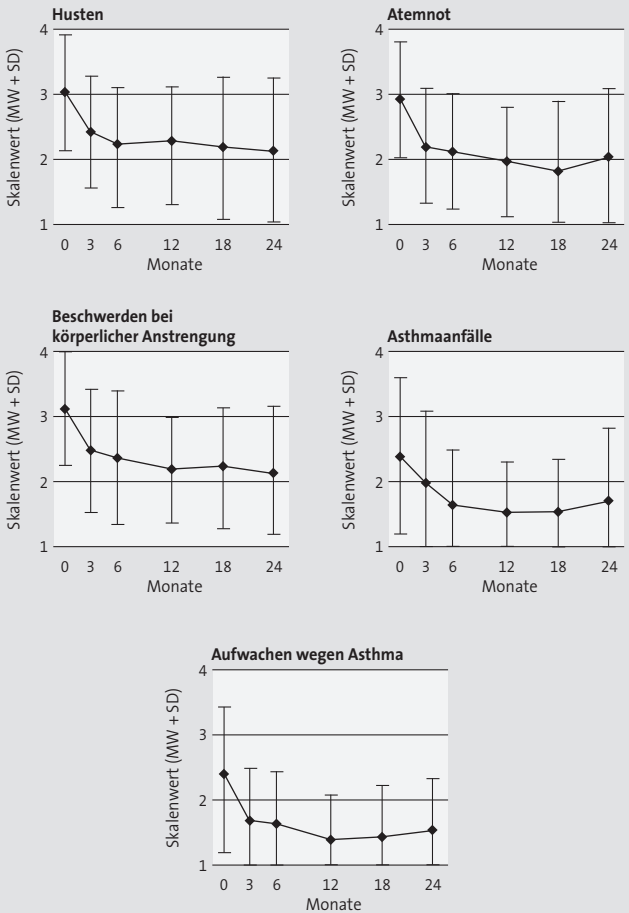 Husten
Skalenwert (MW + SD)
4
3
2
1
0 3 6 12 18 24
Monate
Atemnot
Skalenwert (MW + SD)
4
3
2
1
0 3 6 12 18 24
Monate
Beschwerden bei
körperlicher Anstrengung
Skalenwert (MW + SD)
4
3
2
1
0 3 6 12 18 24
Monate
Asthmaanfälle
Skalenwert (MW + SD)
4
3
2
1
0 3 6 12 18 24
Monate
Aufwachen wegen Asthma
Skalenwert (MW + SD)
4
3
2
1
0 3 6 12 18 24
Monate